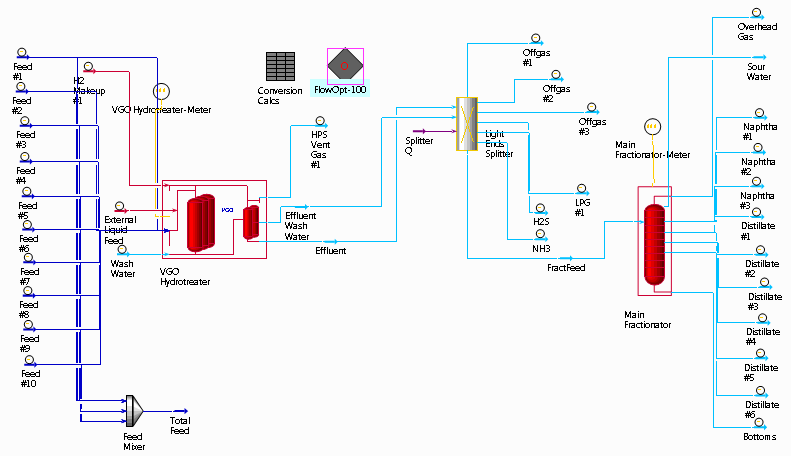 Feed
#1
Feed
#2
Feed
#3
Feed
#4
Feed
#5
Feed
#6
Feed
#7
Feed
#8
Feed
#9
Feed
#10
H2
Makeup
#1
VGO Hydrotreater-Meter
External
Liquid
Feed
Wash
Water
VGO
VGO
Hydrotreater
Feed
Mixer
Total
Feed
Conversion
Calcs
FlowOpt-100
HPS
Vent
Gas
#1
Effluent
Wash
Water
Effluent
Splitter
Q
Light
Ends
Splitter
Offgas
#1
Offgas
#2
Offgas
#3
LPG
#1
H2S
NH3
FractFeed
Main
Fractionator-Meter
Main
Fractionator
Overhead
Gas
Sour
Water
Naphtha
#1
Naphtha
#2
Naphtha
#3
Distillate
#1
Distillate
#2
Distillate
#3
Distillate
#4
Distillate
#5
Distillate
#6
Bottoms